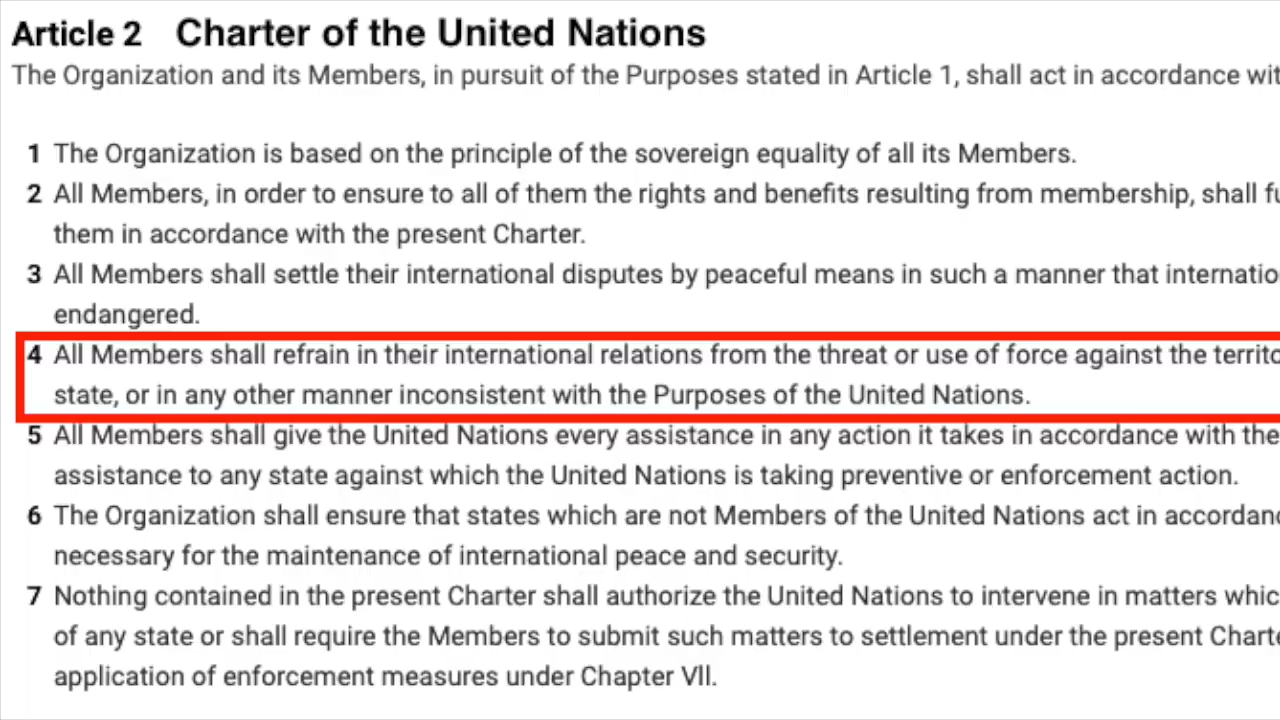 Article 2 Charter of the United Nations
The Organization and its Members, in pursuit of the Purposes stated in Article 1, shall act in accordance wit
1 The Organization is based on the principle of the sovereign equality of all its Members.
2 All Members, in order to ensure to all of them the rights and benefits resulting from membership, shall fu
them in accordance with the present Charter.
3 All Members shall settle their international disputes by peaceful means in such a manner that internatio
endangered.
4 All Members shall refrain in their international relations from the threat or use of force against the territo
state, or in any other manner inconsistent with the Purposes of the United Nations.
5 All Members shall give the United Nations every assistance in any action it takes in accordance with the
assistance to any state against which the United Nations is taking preventive or enforcement action.
6 The Organization shall ensure that states which are not Members of the United Nations act in accordanc
necessary for the maintenance of international peace and security.
7 Nothing contained in the present Charter shall authorize the United Nations to intervene in matters whic
of any state or shall require the Members to submit such matters to settlement under the present Charte
application of enforcement measures under Chapter Vll.